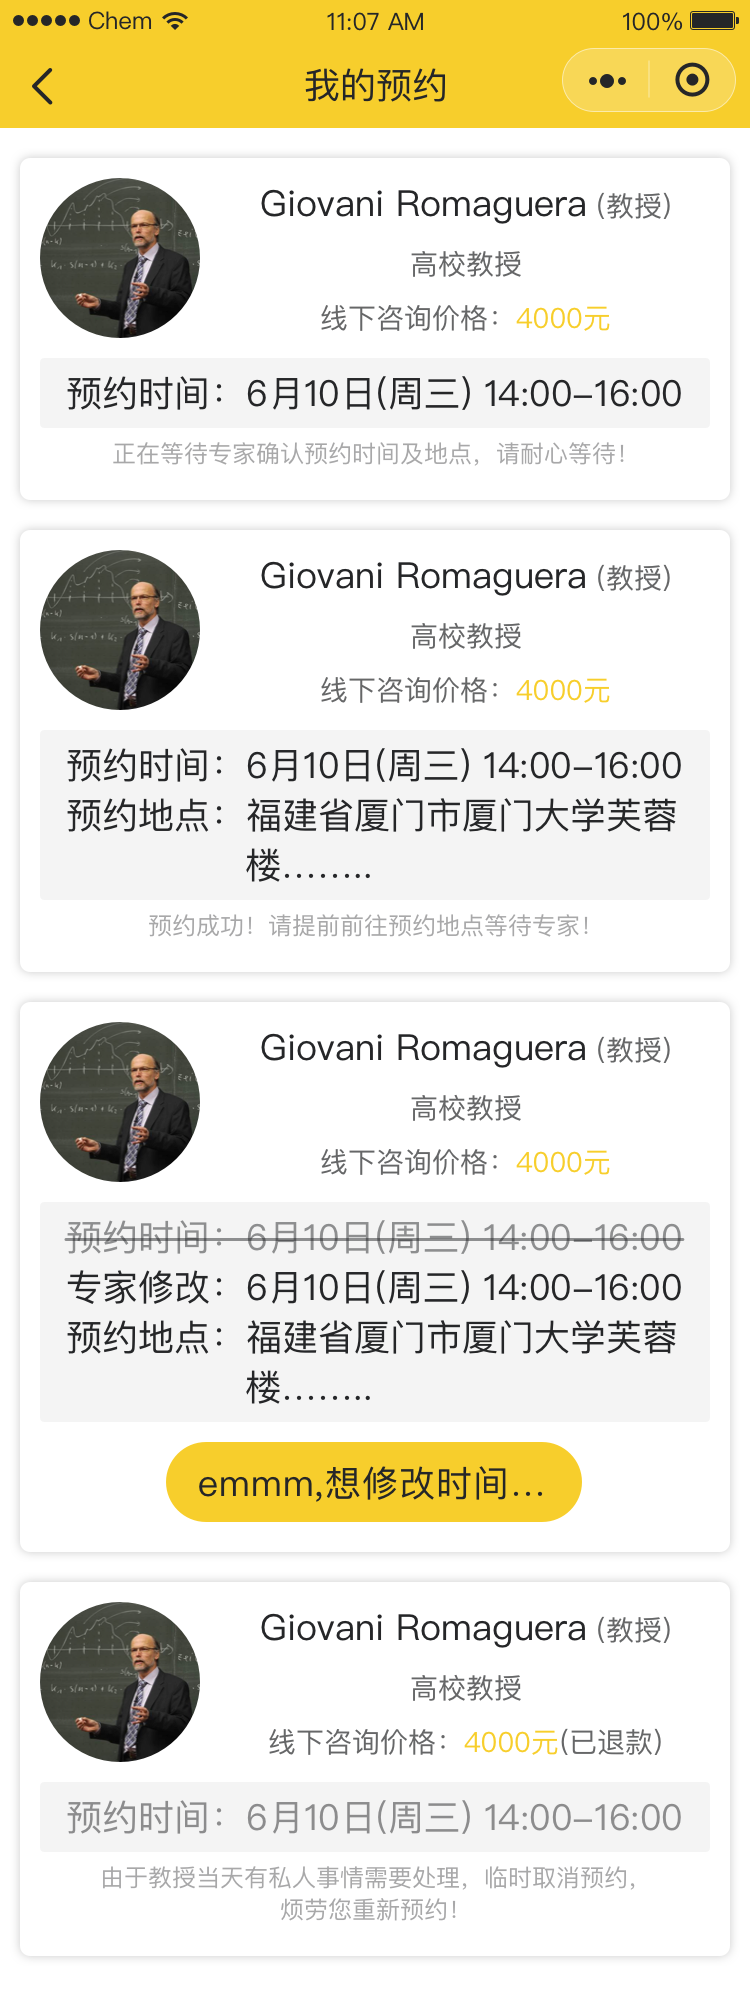 Chem 11:07 AM 100%
我的预约
Giovani Romaguera (教授)
高校教授
线下咨询价格：4000元
预约时间：6月10日(周三) 14:00-16:00
正在等待专家确认预约时间及地点，请耐心等待！
Giovani Romaguera (教授)
高校教授
线下咨询价格：4000元
预约时间：6月10日(周三) 14:00-16:00
预约地点：福建省厦门市厦门大学芙蓉
楼........
预约成功！请提前前往预约地点等待专家！
Giovani Romaguera (教授)
高校教授
线下咨询价格：4000元
预约时间：6月10日(周三) 14:00-16:00
专家修改：6月10日(周三) 14:00-16:00
预约地点：福建省厦门市厦门大学芙蓉
楼........
emmm,想修改时间...
Giovani Romaguera (教授)
高校教授
线下咨询价格：4000元(已退款)
预约时间：6月10日(周三) 14:00-16:00
由于教授当天有私人事情需要处理，临时取消预约，
烦劳您重新预约！